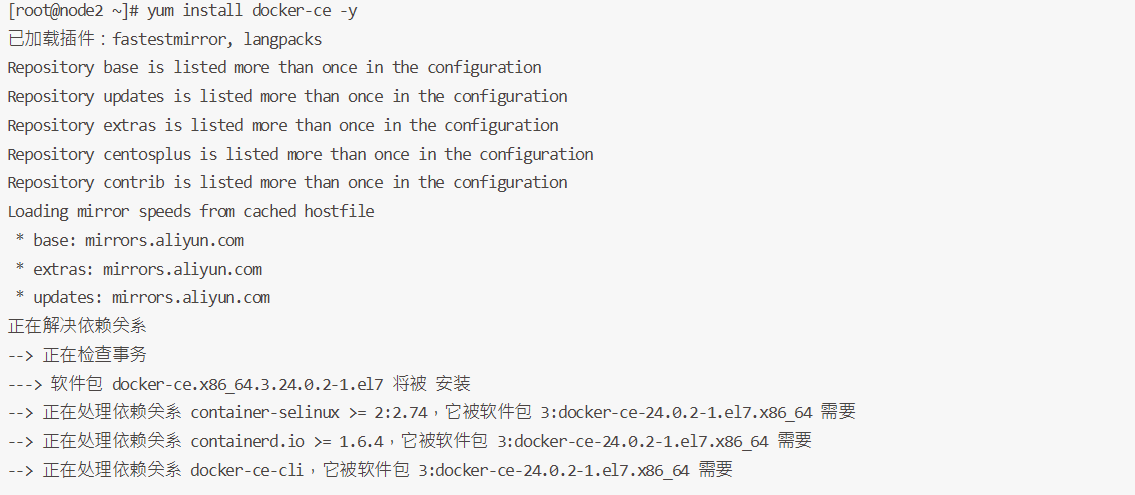 [root@node2 ~]# yum install docker-ce -y
已加载插件：fastestmirror, langpacks
Repository base is listed more than once in the configuration
Repository updates is listed more than once in the configuration
Repository extras is listed more than once in the configuration
Repository centosplus is listed more than once in the configuration
Repository contrib is listed more than once in the configuration
Loading mirror speeds from cached hostfile
 * base: mirrors.aliyun.com
 * extras: mirrors.aliyun.com
 * updates: mirrors.aliyun.com
正在解决依赖关系
--> 正在检查事务
---> 软件包 docker-ce.x86_64.3.24.0.2-1.el7 将被 安装
--> 正在处理依赖关系 container-selinux >= 2:2.74，它被软件包 3:docker-ce-24.0.2-1.el7.x86_64 需要
--> 正在处理依赖关系 containerd.io >= 1.6.4，它被软件包 3:docker-ce-24.0.2-1.el7.x86_64 需要
--> 正在处理依赖关系 docker-ce-cli，它被软件包 3:docker-ce-24.0.2-1.el7.x86_64 需要